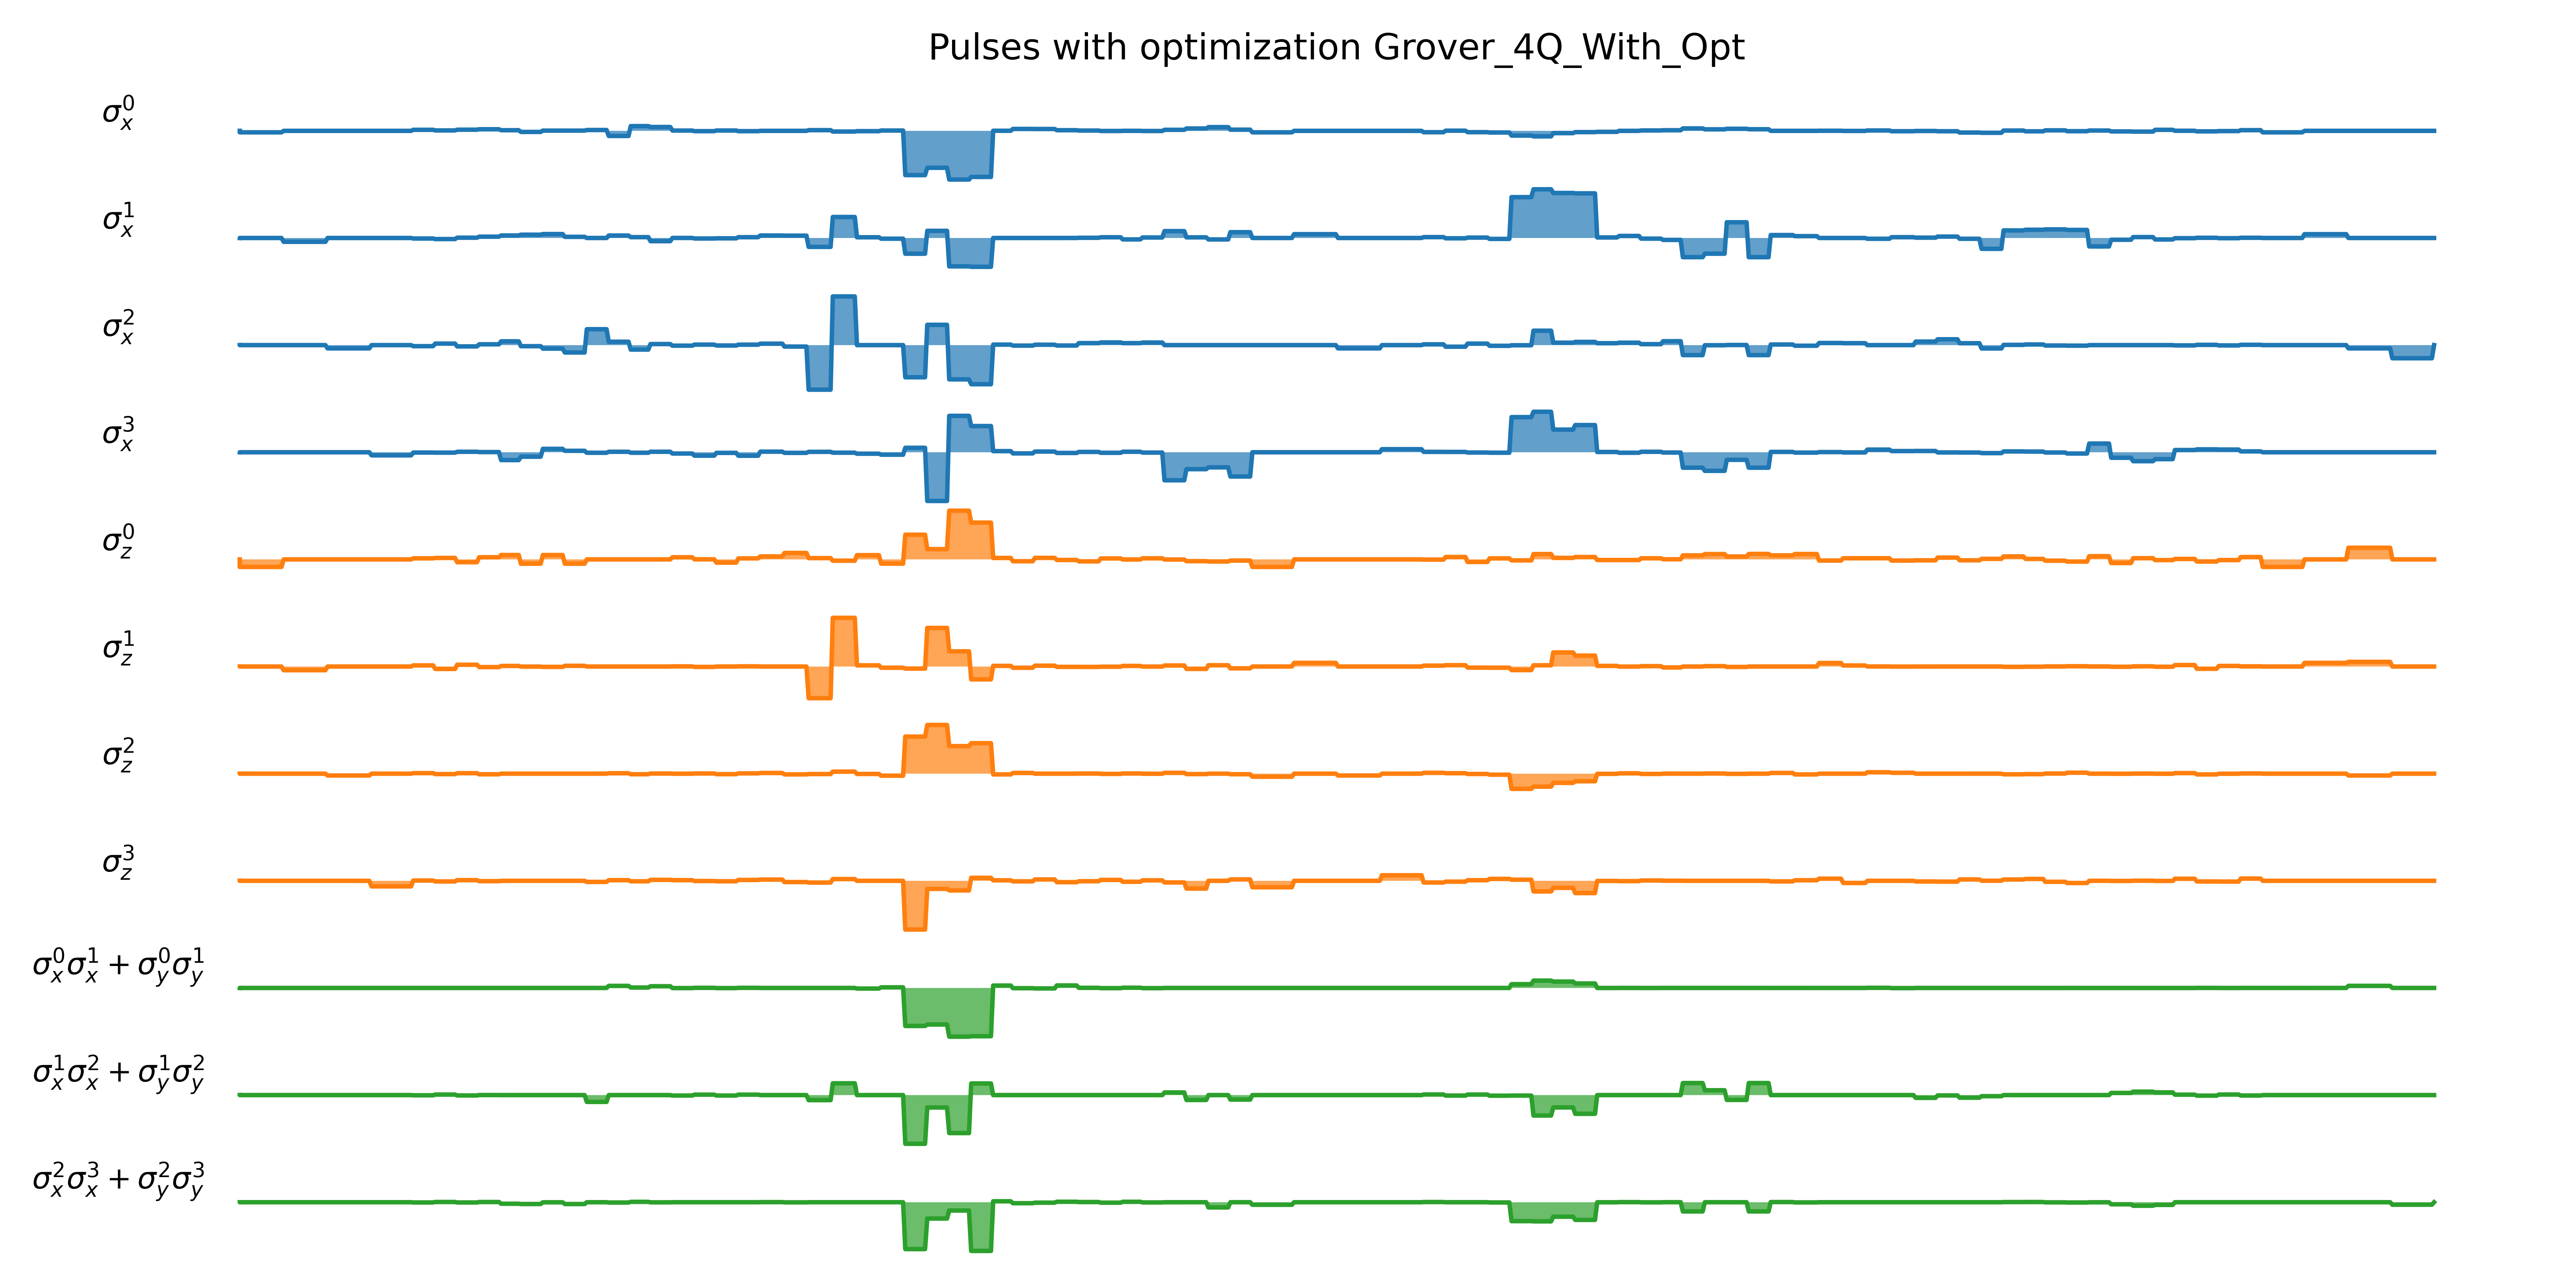 Pulses with optimization Grover_4Q_With_Opt
σ_x^0
σ_x^1
σ_x^2
σ_x^3
σ_z^0
σ_z^1
σ_z^2
σ_z^3
σ_x^0σ_x^1 + σ_y^0σ_y^1
σ_x^1σ_x^2 + σ_y^1σ_y^2
σ_x^2σ_x^3 + σ_y^2σ_y^3